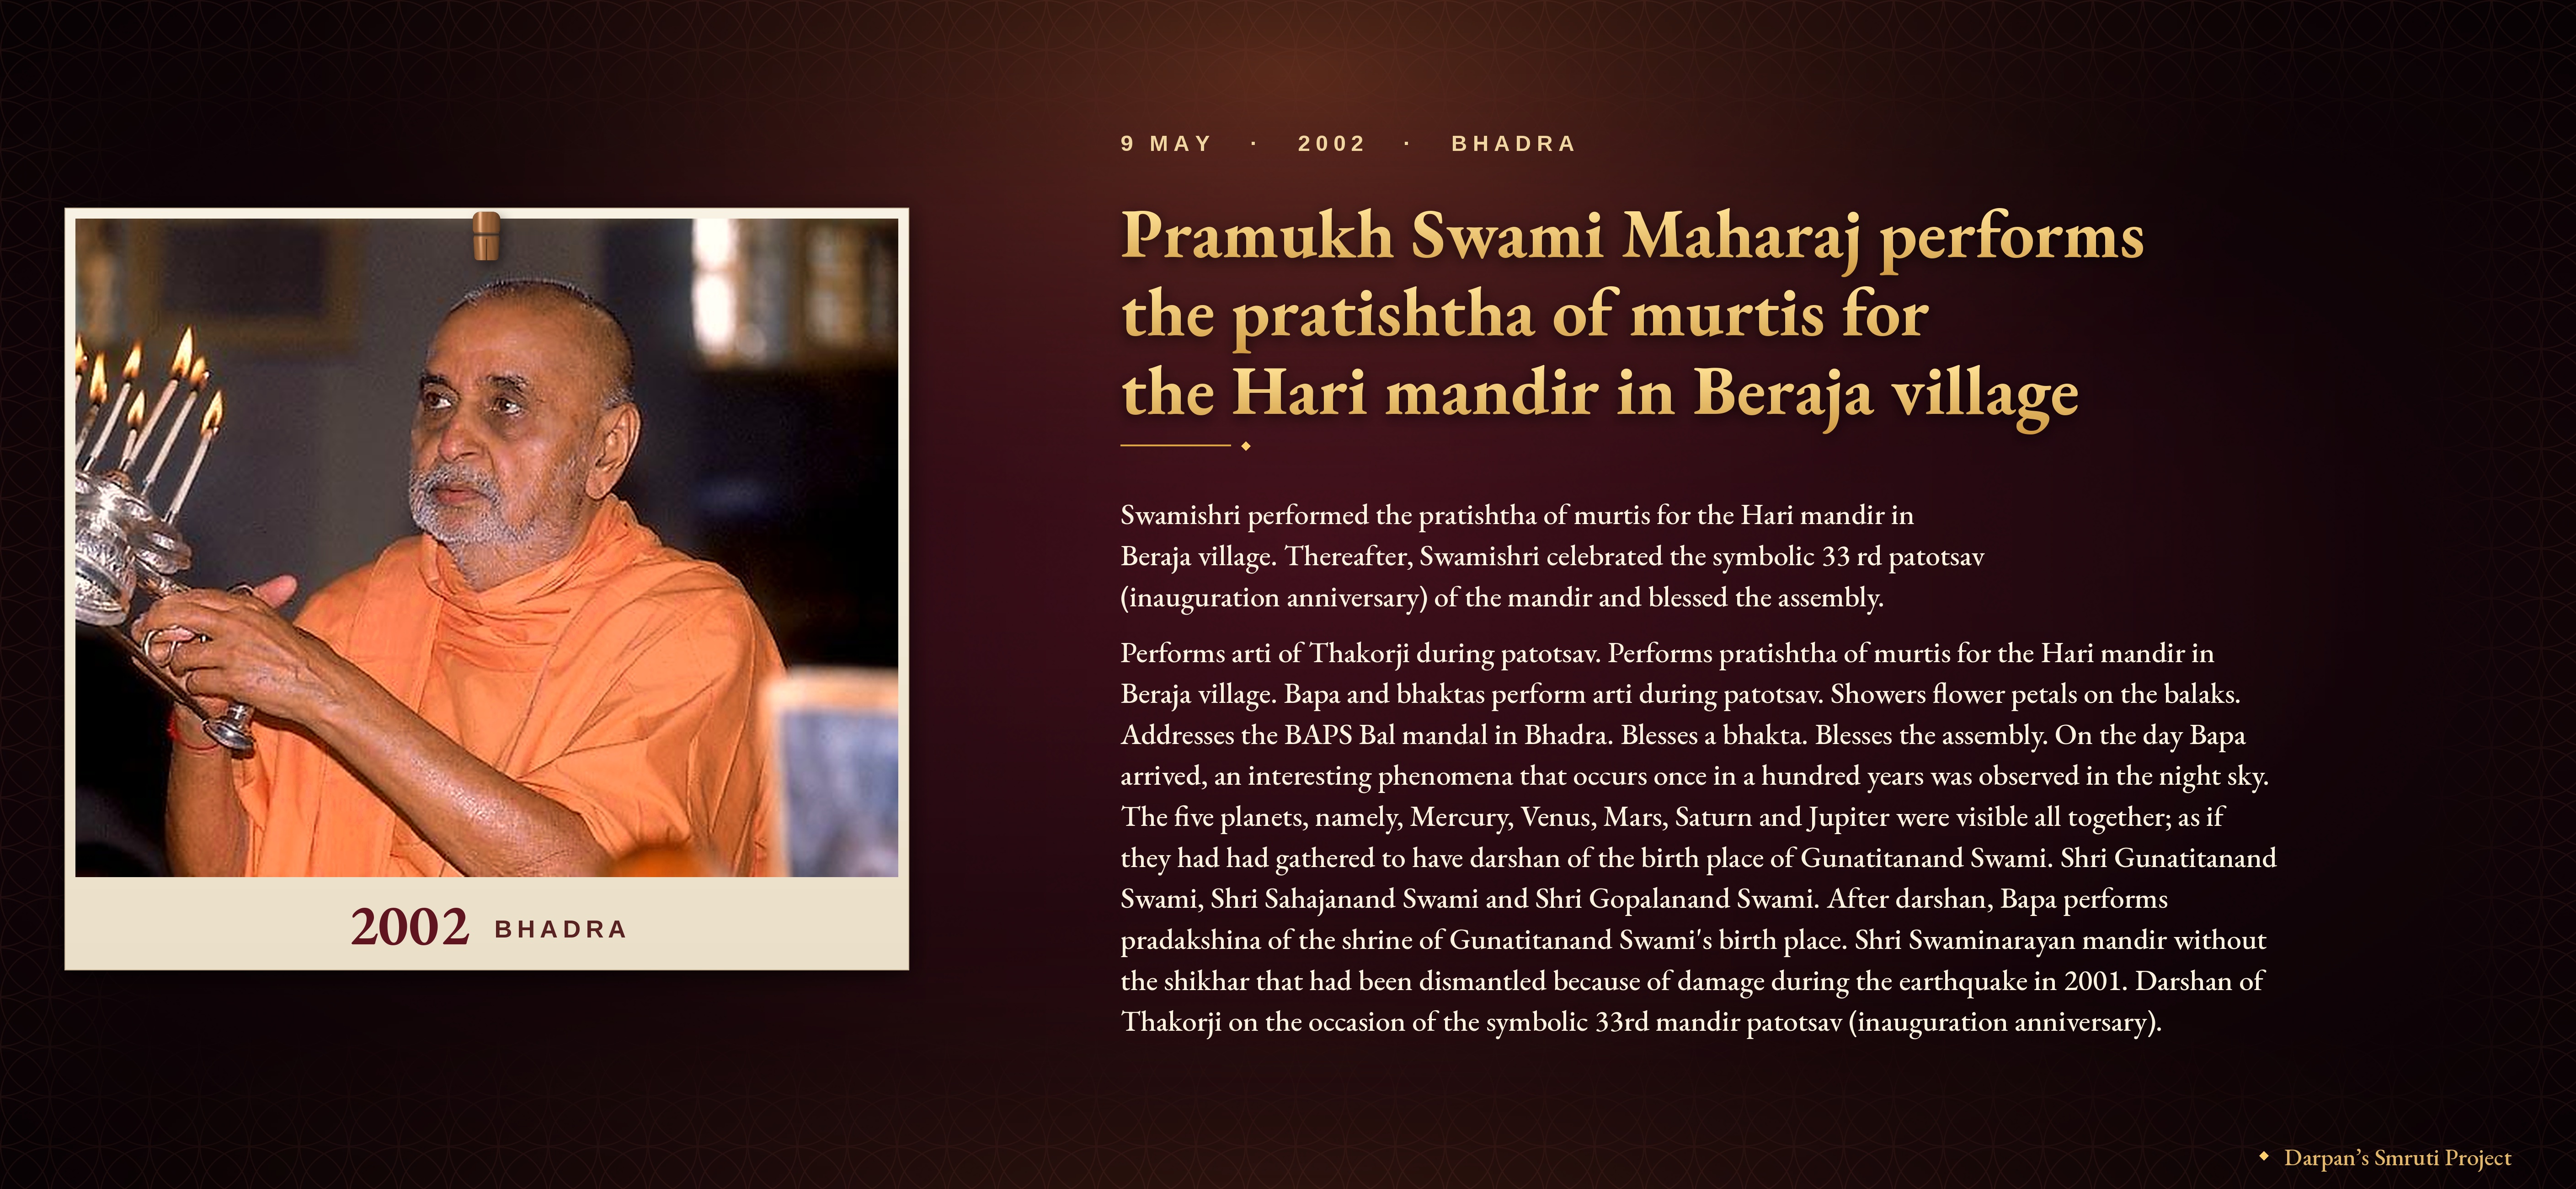 9 MAY · 2002 · BHADRA
Pramukh Swami Maharaj performs
the pratishtha of murtis for
the Hari mandir in Beraja village
Swamishri performed the pratishtha of murtis for the Hari mandir in
Beraja village. Thereafter, Swamishri celebrated the symbolic 33 rd patotsav
(inauguration anniversary) of the mandir and blessed the assembly.
Performs arti of Thakorji during patotsav. Performs pratishtha of murtis for the Hari mandir in
Beraja village. Bapa and bhaktas perform arti during patotsav. Showers flower petals on the balaks.
Addresses the BAPS Bal mandal in Bhadra. Blesses a bhakta. Blesses the assembly. On the day Bapa
arrived, an interesting phenomena that occurs once in a hundred years was observed in the night sky.
The five planets, namely, Mercury, Venus, Mars, Saturn and Jupiter were visible all together; as if
they had had gathered to have darshan of the birth place of Gunatitanand Swami. Shri Gunatitanand
Swami, Shri Sahajanand Swami and Shri Gopalanand Swami. After darshan, Bapa performs
pradakshina of the shrine of Gunatitanand Swami's birth place. Shri Swaminarayan mandir without
the shikhar that had been dismantled because of damage during the earthquake in 2001. Darshan of
Thakorji on the occasion of the symbolic 33rd mandir patotsav (inauguration anniversary).
2002 BHADRA
Darpan’s Smruti Project